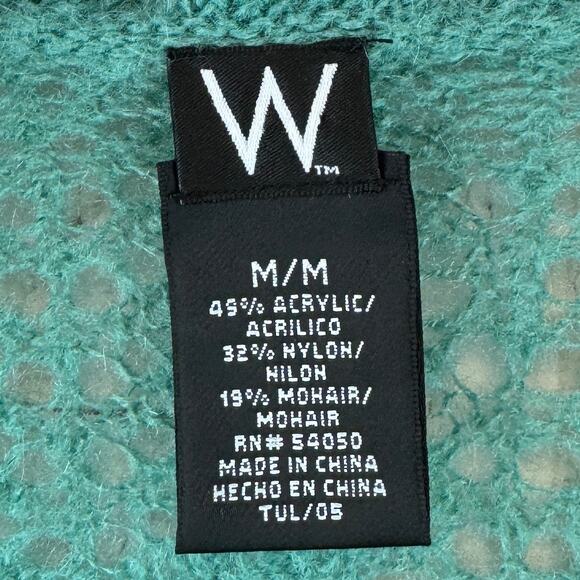 W™
M/M
49% ACRYLIC/
ACRILICO
32% NYLON/
NILON
19% MOHAIR/
MOHAIR
RN# 54050
MADE IN CHINA
HECHO EN CHINA
TUL/05